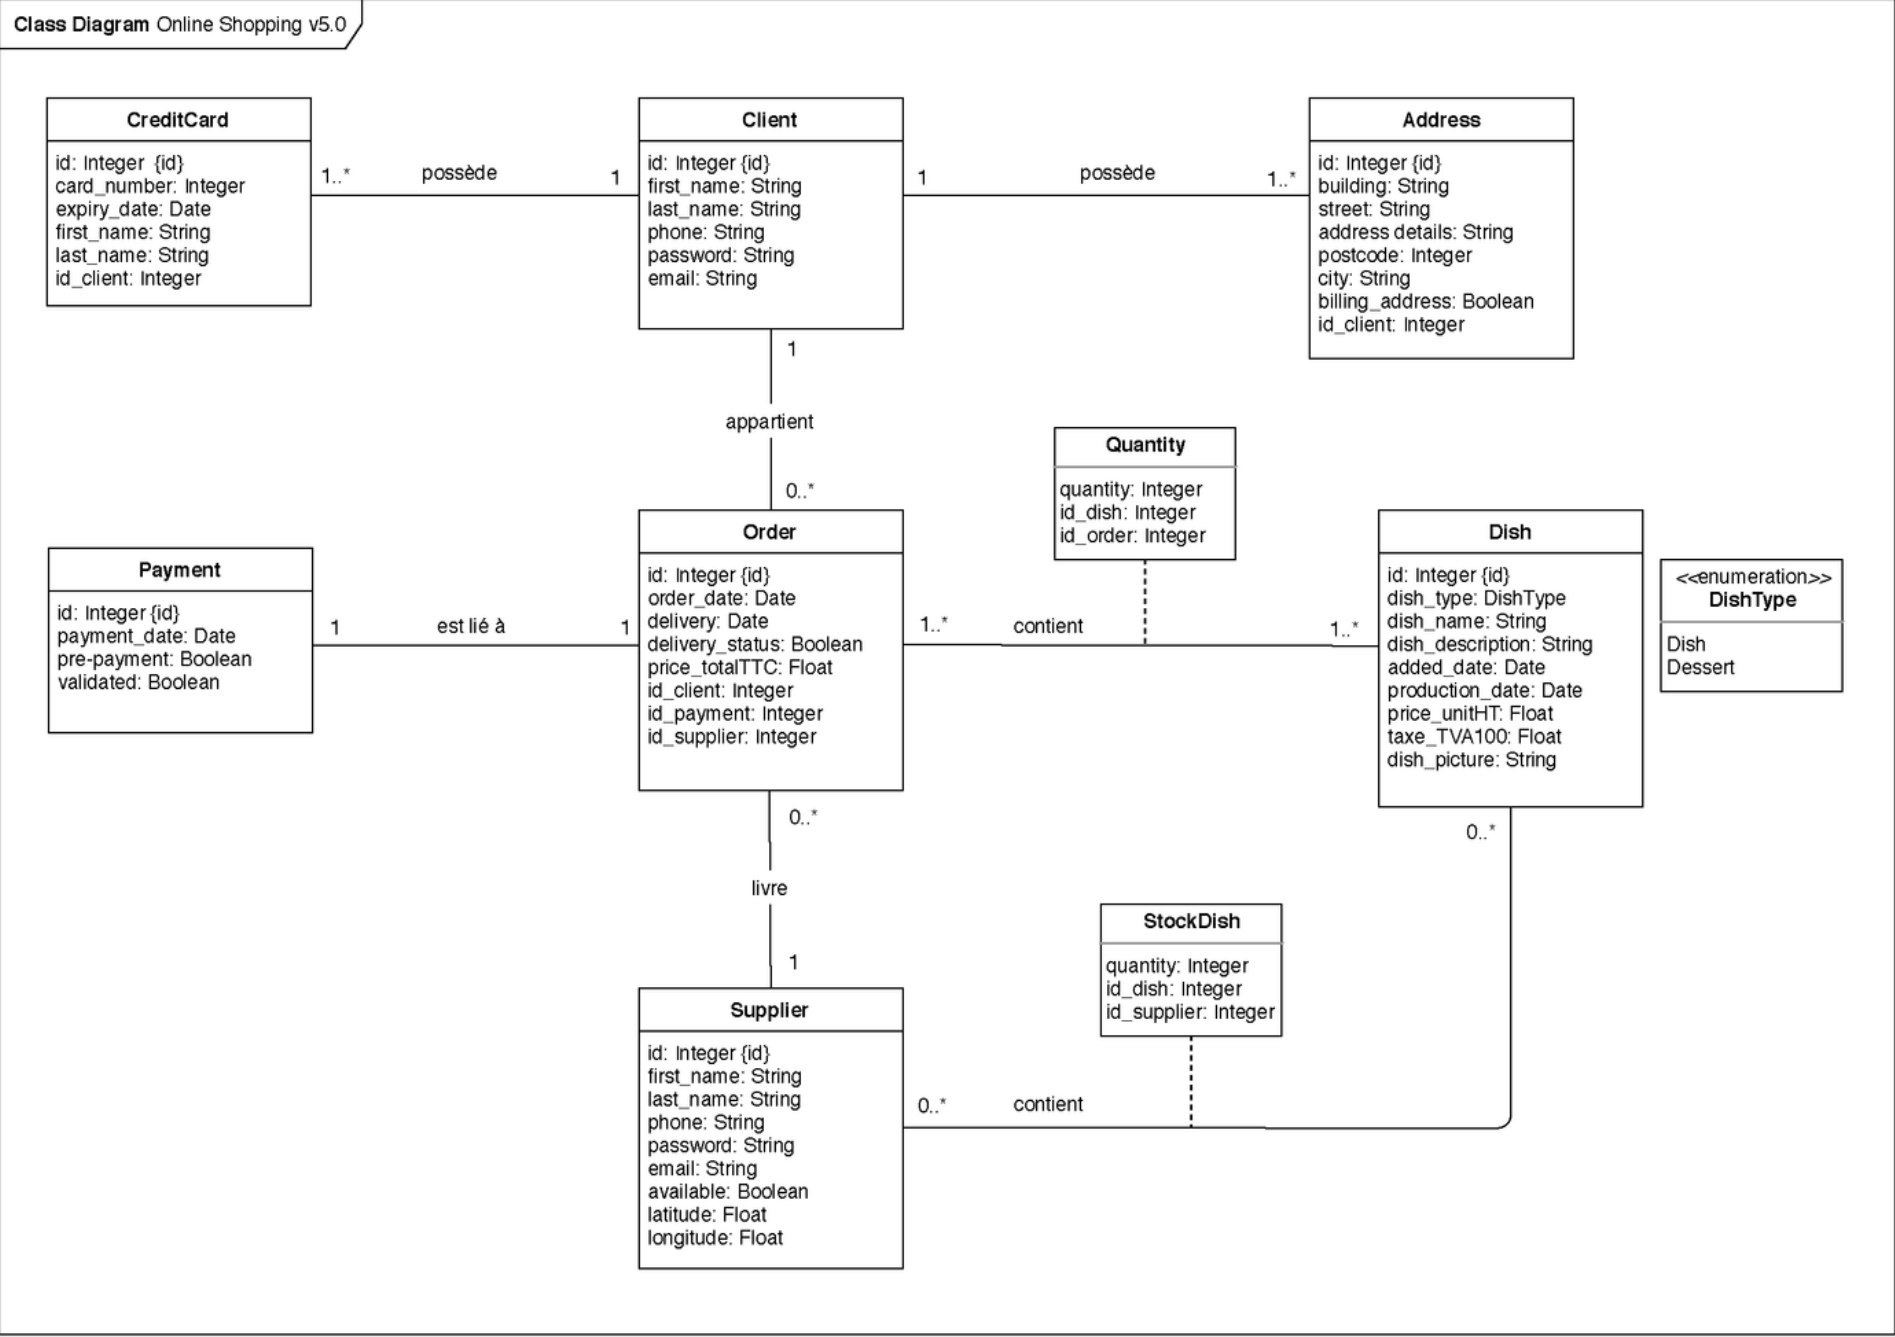 Class Diagram Online Shopping v5.0
CreditCard
id: Integer {id}
card_number: Integer
expiry_date: Date
first_name: String
last_name: String
id_client: Integer
1..*
possède
1
Client
id: Integer {id}
first_name: String
last_name: String
phone: String
password: String
email: String
1
possède
1..*
Address
id: Integer {id}
building: String
street: String
address details: String
postcode: Integer
city: String
billing_address: Boolean
id_client: Integer
1
appartient
0..*
Quantity
quantity: Integer
id_dish: Integer
id_order: Integer
Payment
id: Integer {id}
payment_date: Date
pre-payment: Boolean
validated: Boolean
1
est lié à
1
Order
id: Integer {id}
order_date: Date
delivery: Date
delivery_status: Boolean
price_totalTTC: Float
id_client: Integer
id_payment: Integer
id_supplier: Integer
1..*
contient
1..*
Dish
id: Integer {id}
dish_type: DishType
dish_name: String
dish_description: String
added_date: Date
production_date: Date
price_unitHT: Float
taxe_TVA100: Float
dish_picture: String
<<enumeration>>
DishType
Dish
Dessert
0..*
livre
1
0..*
StockDish
quantity: Integer
id_dish: Integer
id_supplier: Integer
Supplier
id: Integer {id}
first_name: String
last_name: String
phone: String
password: String
email: String
available: Boolean
latitude: Float
longitude: Float
0..*
contient